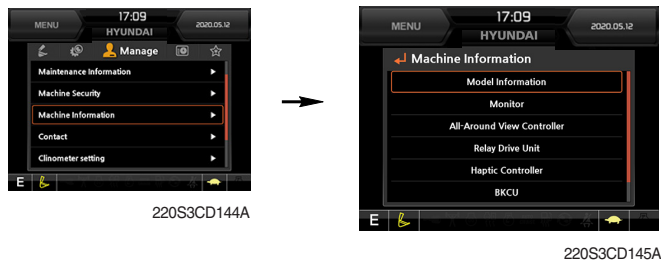 MENU
17:09
HYUNDAI
2020.05.12
Manage
Maintenance Information
Machine Security
Machine Information
Contact
Clinometer setting
E
220S3CD144A
MENU
17:09
HYUNDAI
2020.05.12
Machine Information
Model Information
Monitor
All-Around View Controller
Relay Drive Unit
Haptic Controller
BKCU
E
220S3CD145A